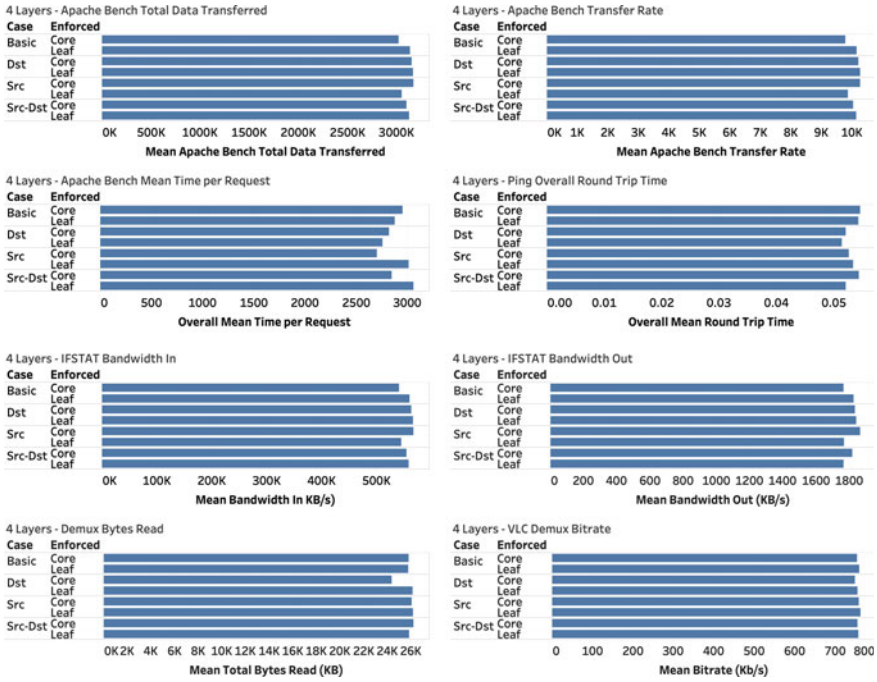 4 Layers - Apache Bench Total Data Transferred
Case Enforced
Basic Core
Leaf
Dst Core
Leaf
Src Core
Leaf
Src-Dst Core
Leaf
0K 500K 1000K 1500K 2000K 2500K 3000K
Mean Apache Bench Total Data Transferred
4 Layers - Apache Bench Transfer Rate
Case Enforced
Basic Core
Leaf
Dst Core
Leaf
Src Core
Leaf
Src-Dst Core
Leaf
0K 1K 2K 3K 4K 5K 6K 7K 8K 9K 10K
Mean Apache Bench Transfer Rate
4 Layers - Apache Bench Mean Time per Request
Case Enforced
Basic Core
Leaf
Dst Core
Leaf
Src Core
Leaf
Src-Dst Core
Leaf
0 500 1000 1500 2000 2500 3000
Overall Mean Time per Request
4 Layers - Ping Overall Round Trip Time
Case Enforced
Basic Core
Leaf
Dst Core
Leaf
Src Core
Leaf
Src-Dst Core
Leaf
0.00 0.01 0.02 0.03 0.04 0.05
Overall Mean Round Trip Time
4 Layers - IFSTAT Bandwidth In
Case Enforced
Basic Core
Leaf
Dst Core
Leaf
Src Core
Leaf
Src-Dst Core
Leaf
0K 100K 200K 300K 400K 500K
Mean Bandwidth In KB/s)
4 Layers - IFSTAT Bandwidth Out
Case Enforced
Basic Core
Leaf
Dst Core
Leaf
Src Core
Leaf
Src-Dst Core
Leaf
0 200 400 600 800 1000 1200 1400 1600 1800
Mean Bandwidth Out (KB/s)
4 Layers - Demux Bytes Read
Case Enforced
Basic Core
Leaf
Dst Core
Leaf
Src Core
Leaf
Src-Dst Core
Leaf
0K 2K 4K 6K 8K 10K 12K 14K 16K 18K 20K 22K 24K 26K
Mean Total Bytes Read (KB)
4 Layers - VLC Demux Bitrate
Case Enforced
Basic Core
Leaf
Dst Core
Leaf
Src Core
Leaf
Src-Dst Core
Leaf
0 100 200 300 400 500 600 700 800
Mean Bitrate (Kb/s)